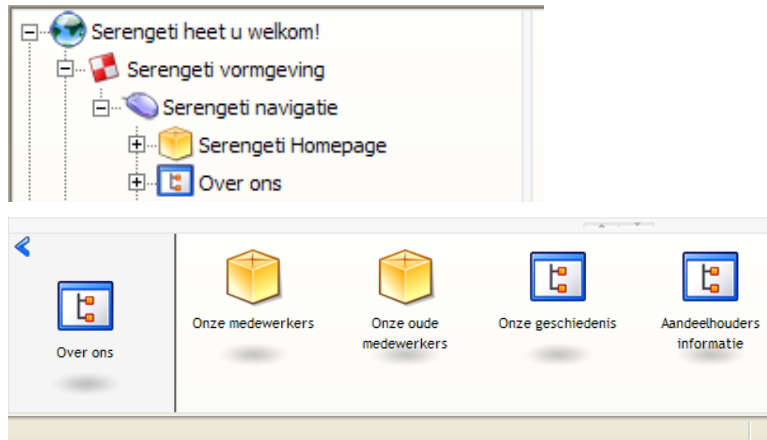 Serengeti heet u welkom!
Serengeti vormgeving
Serengeti navigatie
Serengeti Homepage
Over ons
Over ons
Onze medewerkers
Onze oude
medewerkers
Onze geschiedenis
Aandeelhouders
informatie